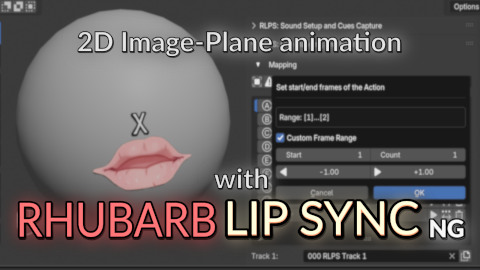 Options
RLPS: Sound Setup and Cues Capture
2D Image-Plane animation
Mapping
Set start/end frames of the Action
Range: [1]...[2]
Custom Frame Range
Start 1 Count 1
-1.00 +1.00
Cancel OK
X
with
RHUBARB LIP SYNC NG
Track 1: 000 RLPS Track 1